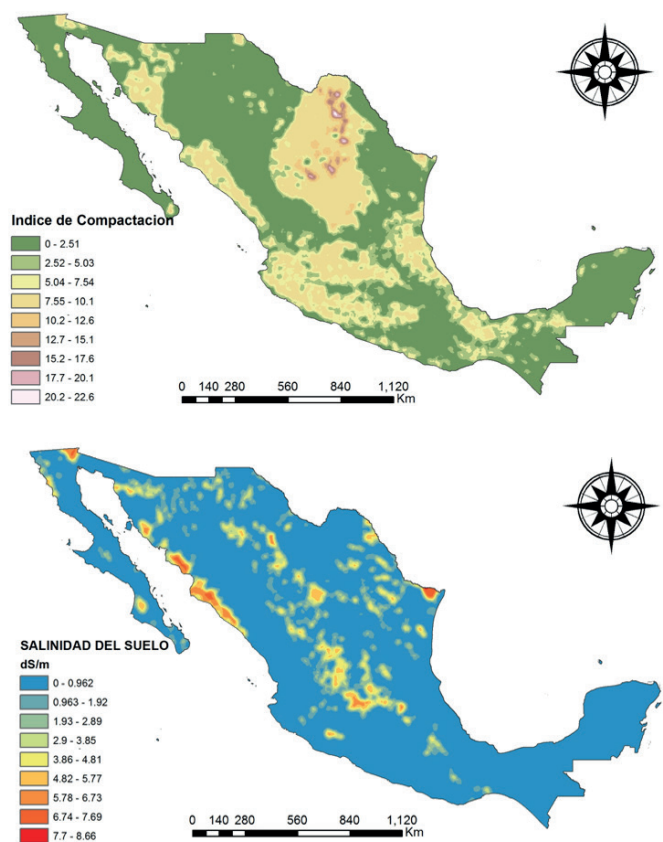 Indice de Compactacion
0 - 2.51
2.52 - 5.03
5.04 - 7.54
7.55 - 10.1
10.2 - 12.6
12.7 - 15.1
15.2 - 17.6
17.7 - 20.1
20.2 - 22.6
0 140 280 560 840 1,120
Km
SALINIDAD DEL SUELO
dS/m
0 - 0.962
0.963 - 1.92
1.93 - 2.89
2.9 - 3.85
3.86 - 4.81
4.82 - 5.77
5.78 - 6.73
6.74 - 7.69
7.7 - 8.66
0 140 280 560 840 1,120
Km